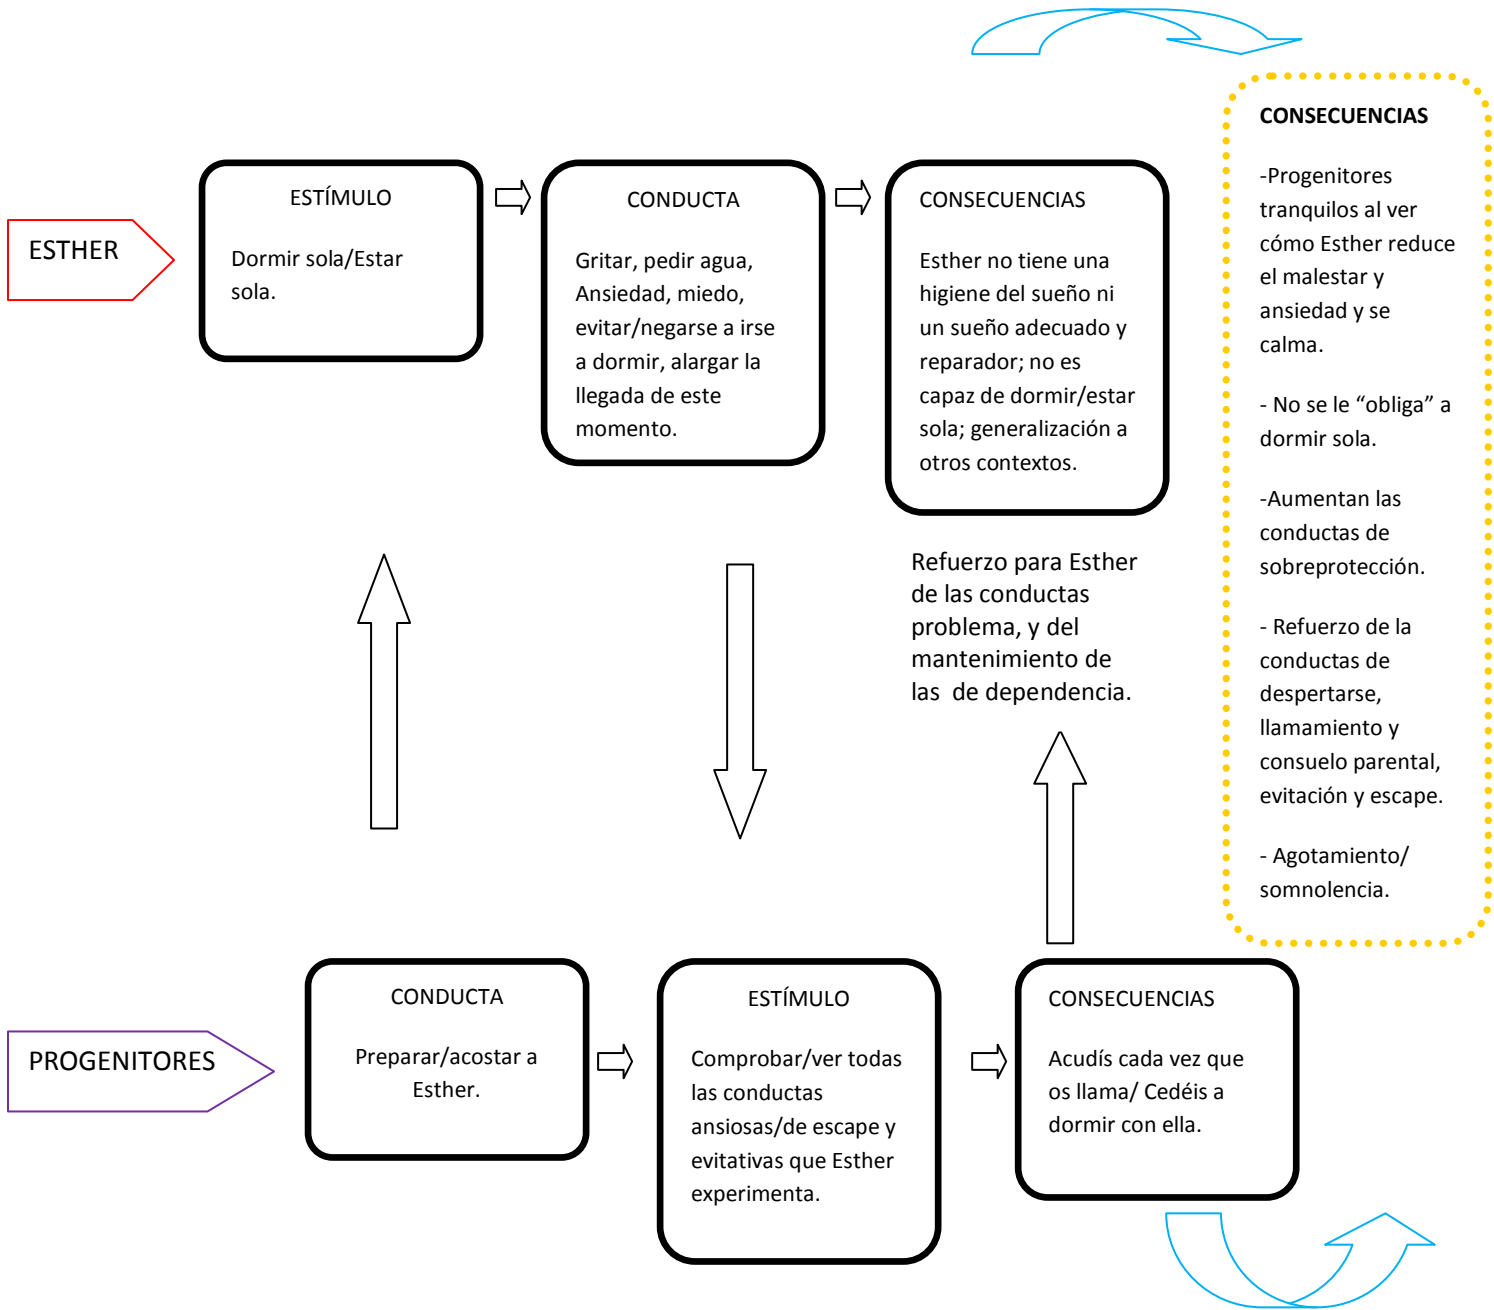 ESTHER
ESTÍMULO
Dormir sola/Estar
sola.
CONDUCTA
Gritar, pedir agua,
Ansiedad, miedo,
evitar/negarse a irse
a dormir, alargar la
llegada de este
momento.
CONSECUENCIAS
Esther no tiene una
higiene del sueño ni
un sueño adecuado y
reparador; no es
capaz de dormir/estar
sola; generalización a
otros contextos.
Refuerzo para Esther
de las conductas
problema, y del
mantenimiento de
las de dependencia.
CONSECUENCIAS
-Progenitores
tranquilos al ver
cómo Esther reduce
el malestar y
ansiedad y se
calma.
- No se le “obliga” a
dormir sola.
-Aumentan las
conductas de
sobreprotección.
- Refuerzo de la
conductas de
despertarse,
llamamiento y
consuelo parental,
evitación y escape.
- Agotamiento/
somnolencia.
PROGENITORES
CONDUCTA
Preparar/acostar a
Esther.
ESTÍMULO
Comprobar/ver todas
las conductas
ansiosas/de escape y
evitativas que Esther
experimenta.
CONSECUENCIAS
Acudís cada vez que
os llama/ Cedéis a
dormir con ella.